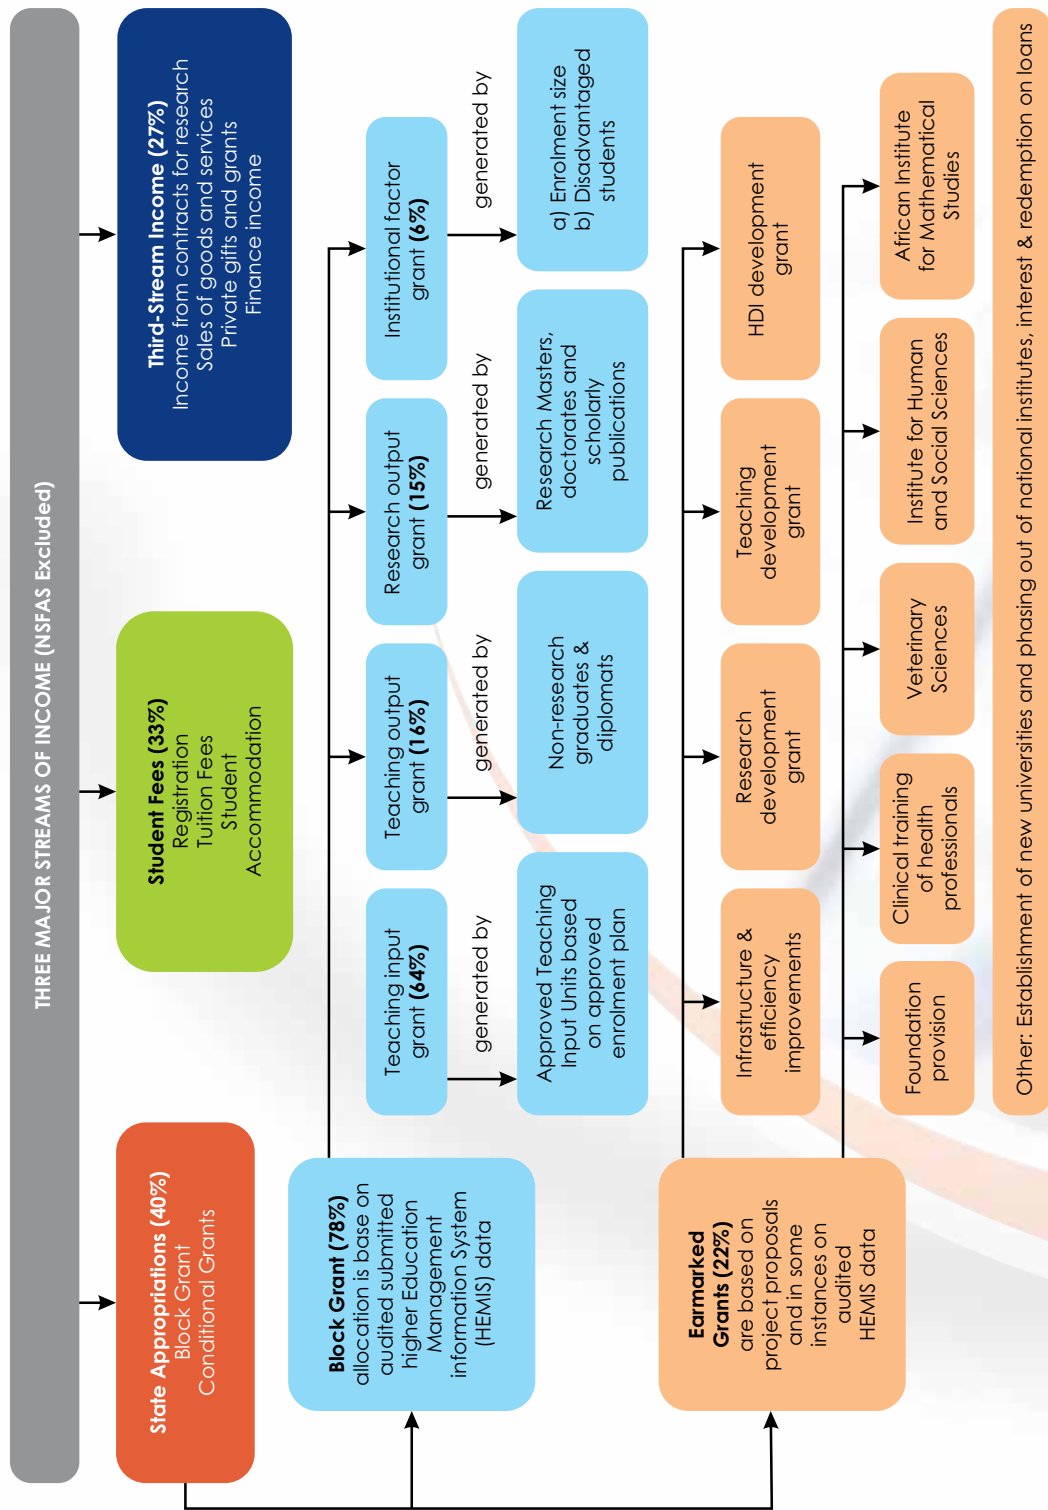 THREE MAJOR STREAMS OF INCOME (NSFAS Excluded)
State Appropriations (40%)
Block Grant
Conditional Grants
Student Fees (33%)
Registration
Tuition Fees
Student
Accommodation
Third-Stream Income (27%)
Income from contracts for research
Sales of goods and services
Private gifts and grants
Finance income
Block Grant (78%)
allocation is base on
audited submitted
higher Education
Management
information System
(HEMIS) data
Teaching input
grant (64%)
Teaching output
grant (16%)
Research output
grant (15%)
Institutional factor
grant (6%)
generated by
generated by
generated by
generated by
Approved Teaching
Input Units based
on approved
enrolment plan
Non-research
graduates &
diplomats
Research Masters,
doctorates and
scholarly
publications
a) Enrolment size
b) Disadvantaged
students
Earmarked
Grants (22%)
are based on
project proposals
and in some
instances on
audited
HEMIS data
Infrastructure &
efficiency
improvements
Research
development
grant
Teaching
development
grant
HDI development
grant
Foundation
provision
Clinical training
of health
professionals
Veterinary
Sciences
Institute for Human
and Social Sciences
African Institute
for Mathematical
Studies
Other: Establishment of new universities and phasing out of national institutes, interest & redemption on loans